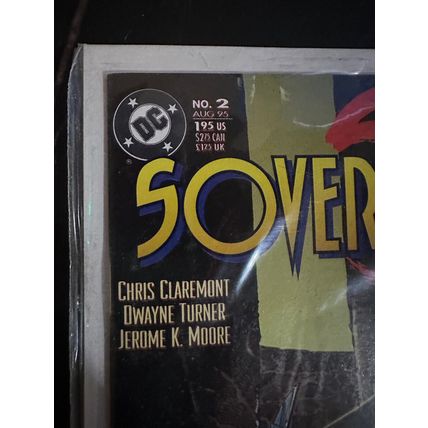 DC
NO. 2
AUG 95
1.95 US
$2.75 CAN
£1.25 UK
®
SOVER
CHRIS CLAREMONT
DWAYNE TURNER
JEROME K. MOORE